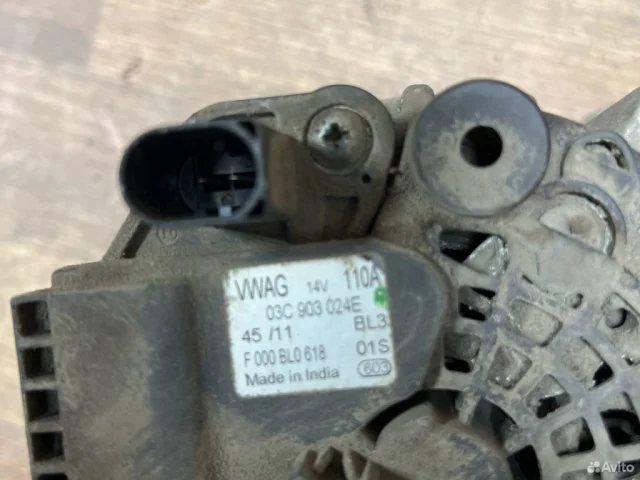 VWAG 14V 110A
03C 903 024E
45 /11 BL3
F 000 BL0 618 01S
Made in India 603
Avito